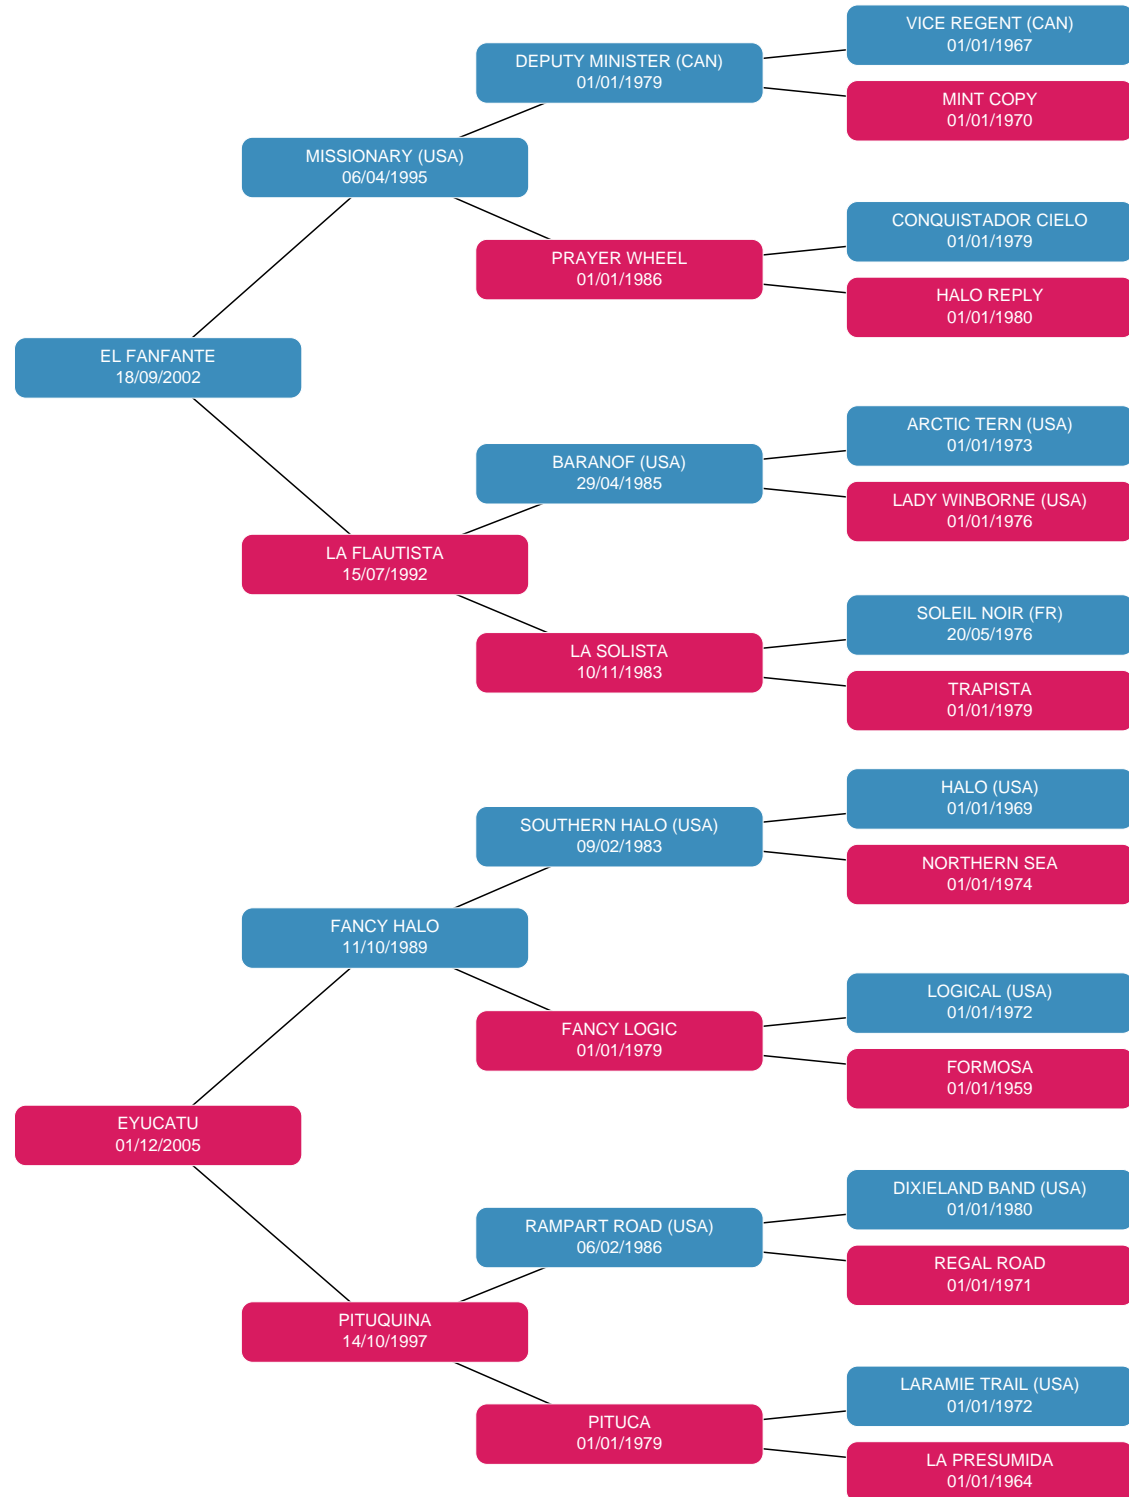 VICE REGENT (CAN)
01/01/1967
DEPUTY MINISTER (CAN)
01/01/1979
MINT COPY
01/01/1970
MISSIONARY (USA)
06/04/1995
CONQUISTADOR CIELO
01/01/1979
PRAYER WHEEL
01/01/1986
HALO REPLY
01/01/1980
EL FANFANTE
18/09/2002
ARCTIC TERN (USA)
01/01/1973
BARANOF (USA)
29/04/1985
LADY WINBORNE (USA)
01/01/1976
LA FLAUTISTA
15/07/1992
SOLEIL NOIR (FR)
20/05/1976
LA SOLISTA
10/11/1983
TRAPISTA
01/01/1979
HALO (USA)
01/01/1969
SOUTHERN HALO (USA)
09/02/1983
NORTHERN SEA
01/01/1974
FANCY HALO
11/10/1989
LOGICAL (USA)
01/01/1972
FANCY LOGIC
01/01/1979
FORMOSA
01/01/1959
EYUCATU
01/12/2005
DIXIELAND BAND (USA)
01/01/1980
RAMPART ROAD (USA)
06/02/1986
REGAL ROAD
01/01/1971
PITUQUINA
14/10/1997
LARAMIE TRAIL (USA)
01/01/1972
PITUCA
01/01/1979
LA PRESUMIDA
01/01/1964